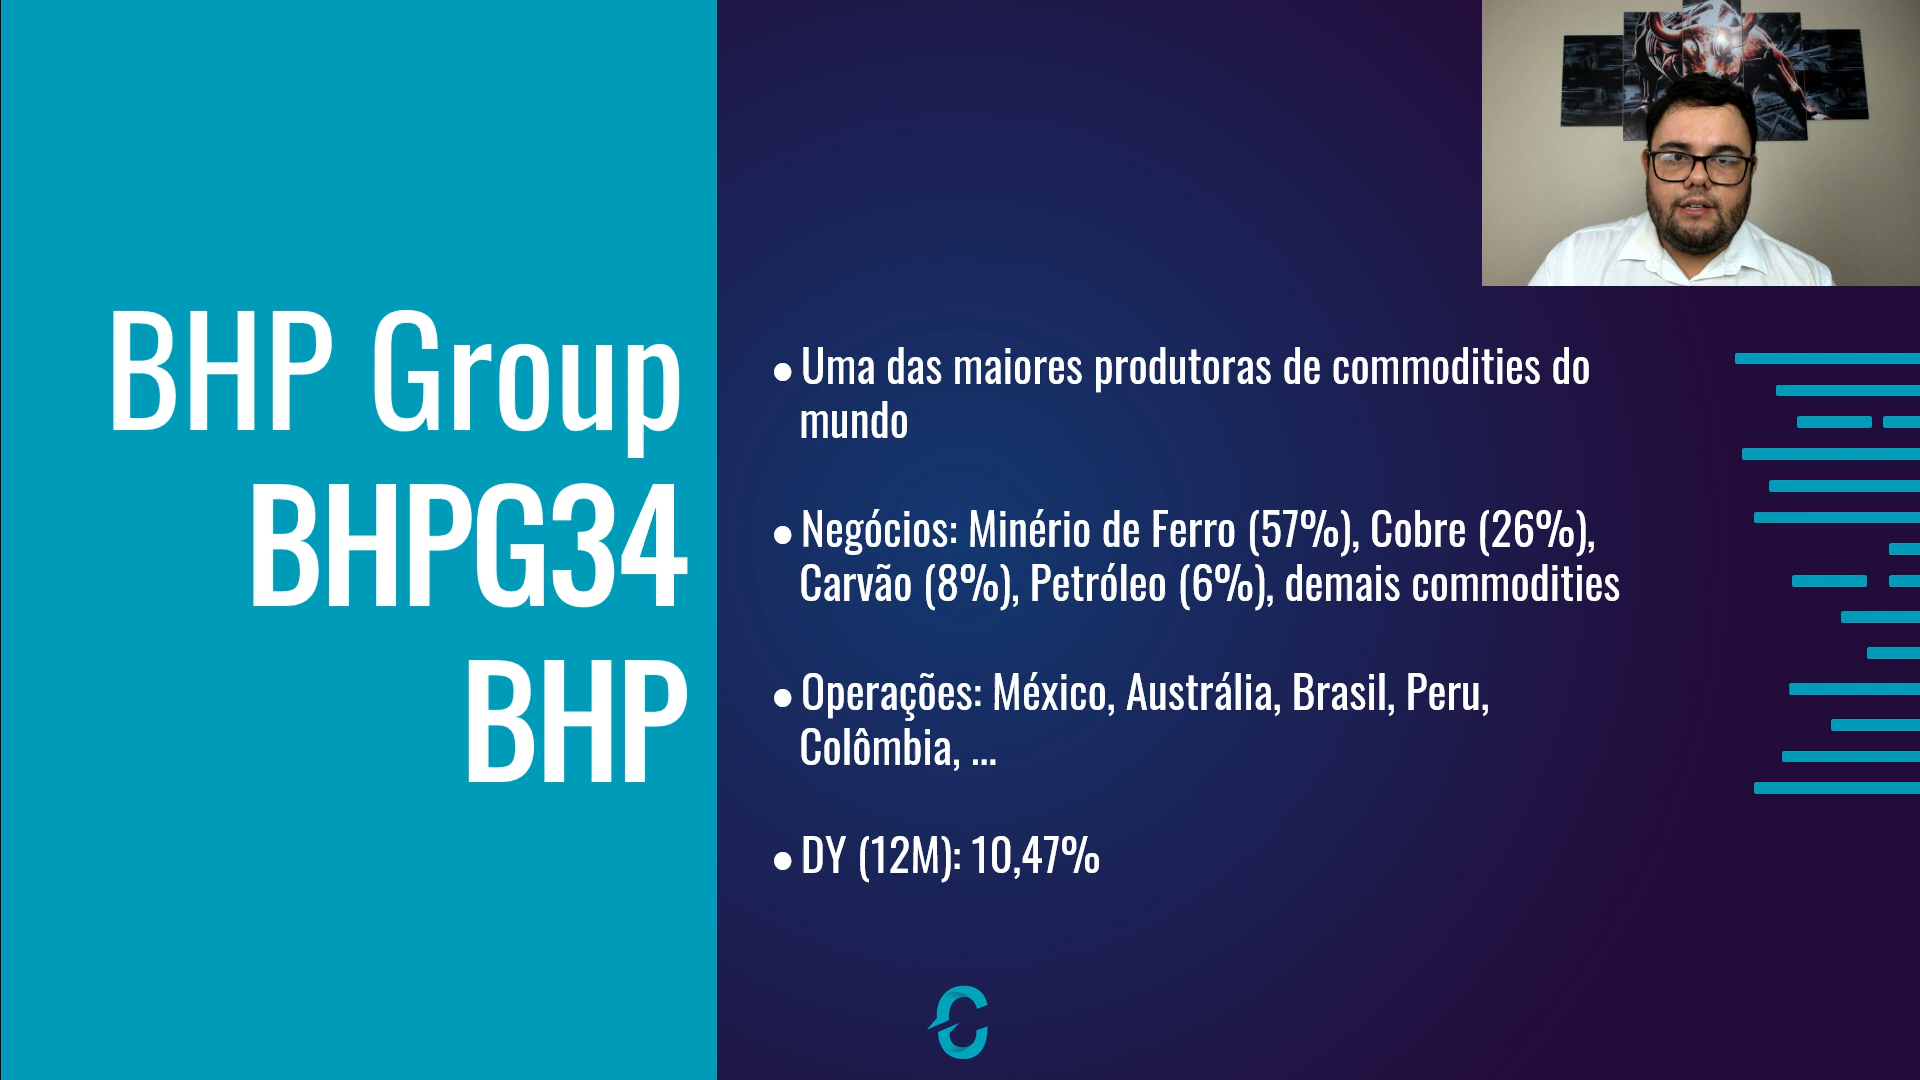 BHP Group
BHPG34
BHP
• Uma das maiores produtoras de commodities do
mundo
• Negócios: Minério de Ferro (57%), Cobre (26%),
Carvão (8%), Petróleo (6%), demais commodities
• Operações: México, Austrália, Brasil, Peru,
Colômbia, ...
• DY (12M): 10,47%